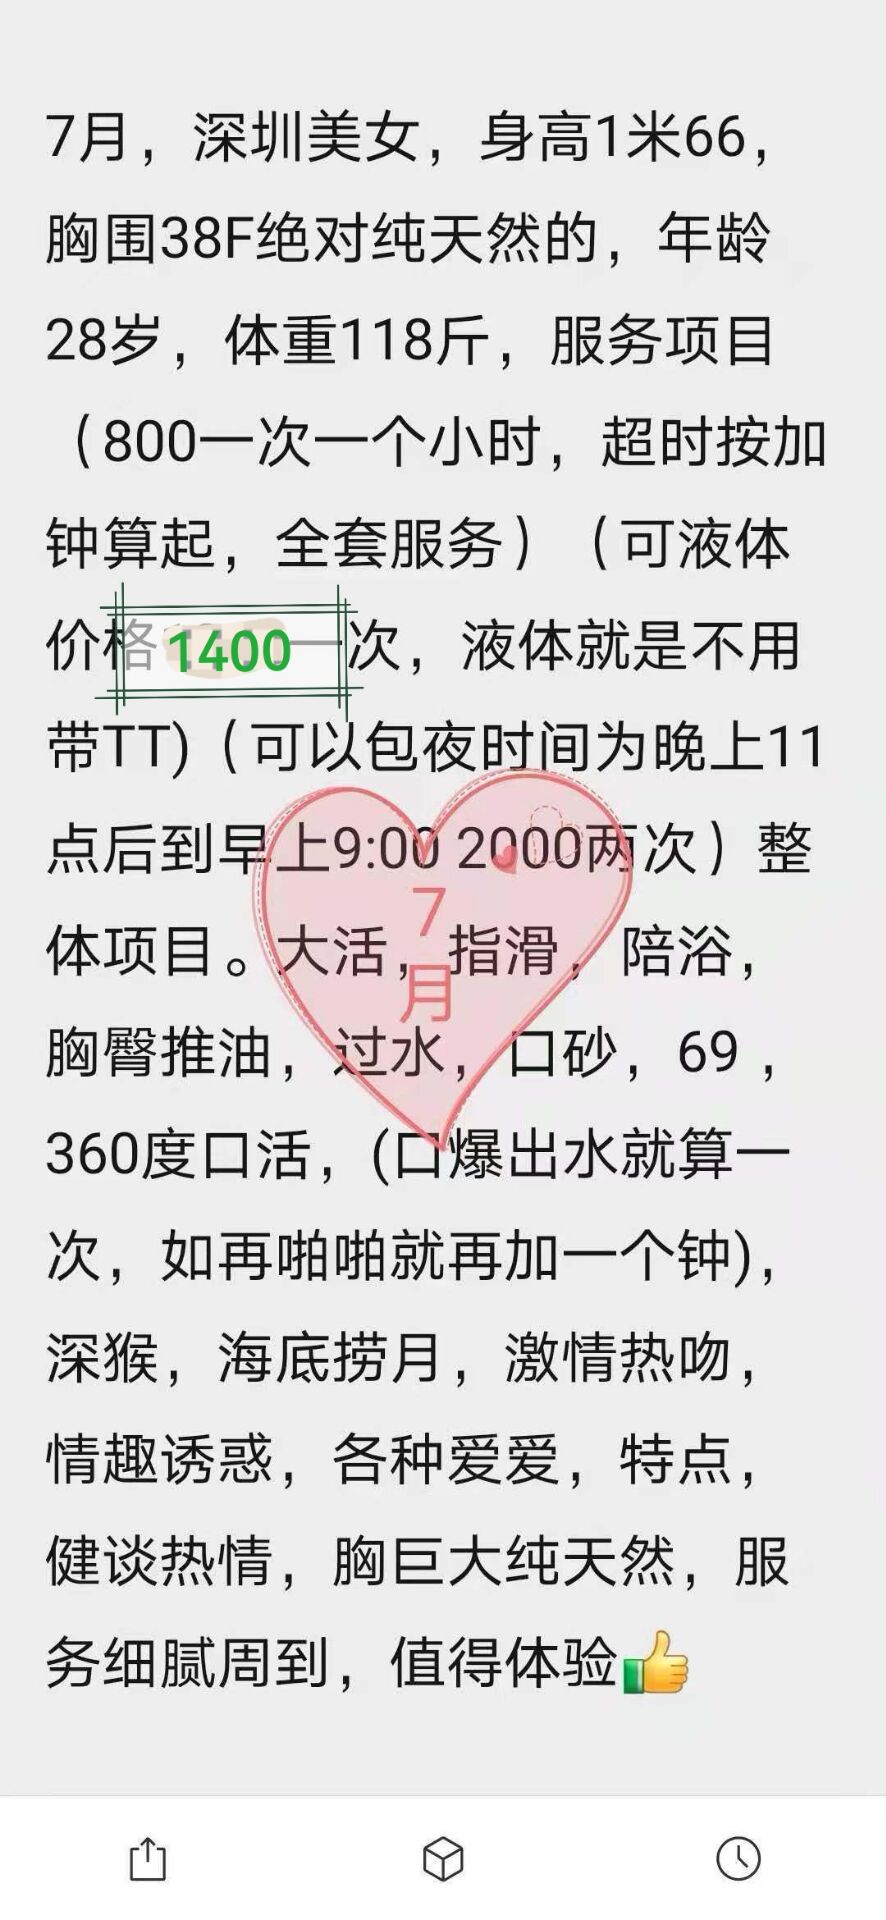 7月，深圳美女，身高1米66，
胸围38F绝对纯天然的，年龄
28岁，体重118斤，服务项目
（800一次一个小时，超时按加
钟算起，全套服务）（可液体
价格1400一次，液体就是不用
带TT)（可以包夜时间为晚上11
点后到早上9:00 2000两次）整
体项目。大活，指滑，陪浴，
胸臀推油，过水，口砂，69，
360度口活，(口爆出水就算一
次，如再啪啪就再加一个钟)，
深猴，海底捞月，激情热吻，
情趣诱惑，各种爱爱，特点，
健谈热情，胸巨大纯天然，服
务细腻周到，值得体验👍
7
月